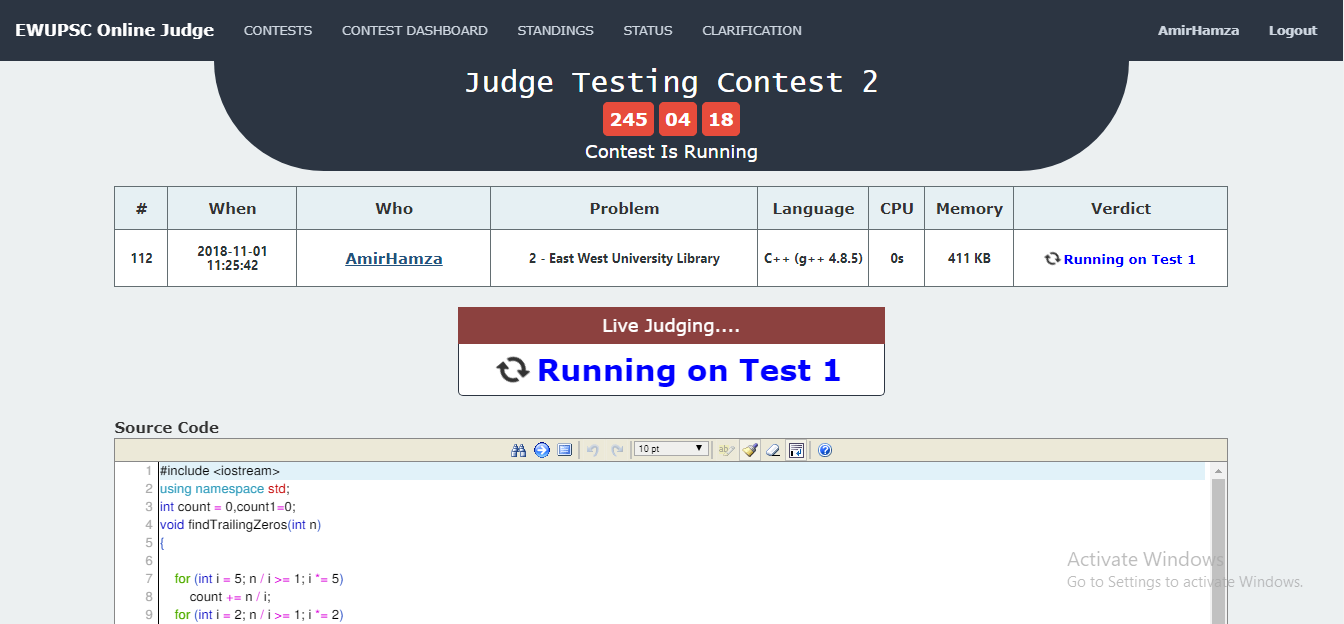 EWUPSC Online Judge CONTESTS CONTEST DASHBOARD STANDINGS STATUS CLARIFICATION AmirHamza Logout
Judge Testing Contest 2
245 04 18
Contest Is Running
# When Who Problem Language CPU Memory Verdict
112 2018-11-01 11:25:42 AmirHamza 2 - East West University Library C++ (g++ 4.8.5) 0s 411 KB Running on Test 1
Live Judging....
Running on Test 1
Source Code
10 pt
1 #include <iostream>
2 using namespace std;
3 int count = 0,count1=0;
4 void findTrailingZeros(int n)
5 {
6
7 for (int i = 5; n / i >= 1; i *= 5)
8 count += n / i;
9 for (int i = 2; n / i >= 1; i *= 2)
Activate Windows
Go to Settings to activate Windows.